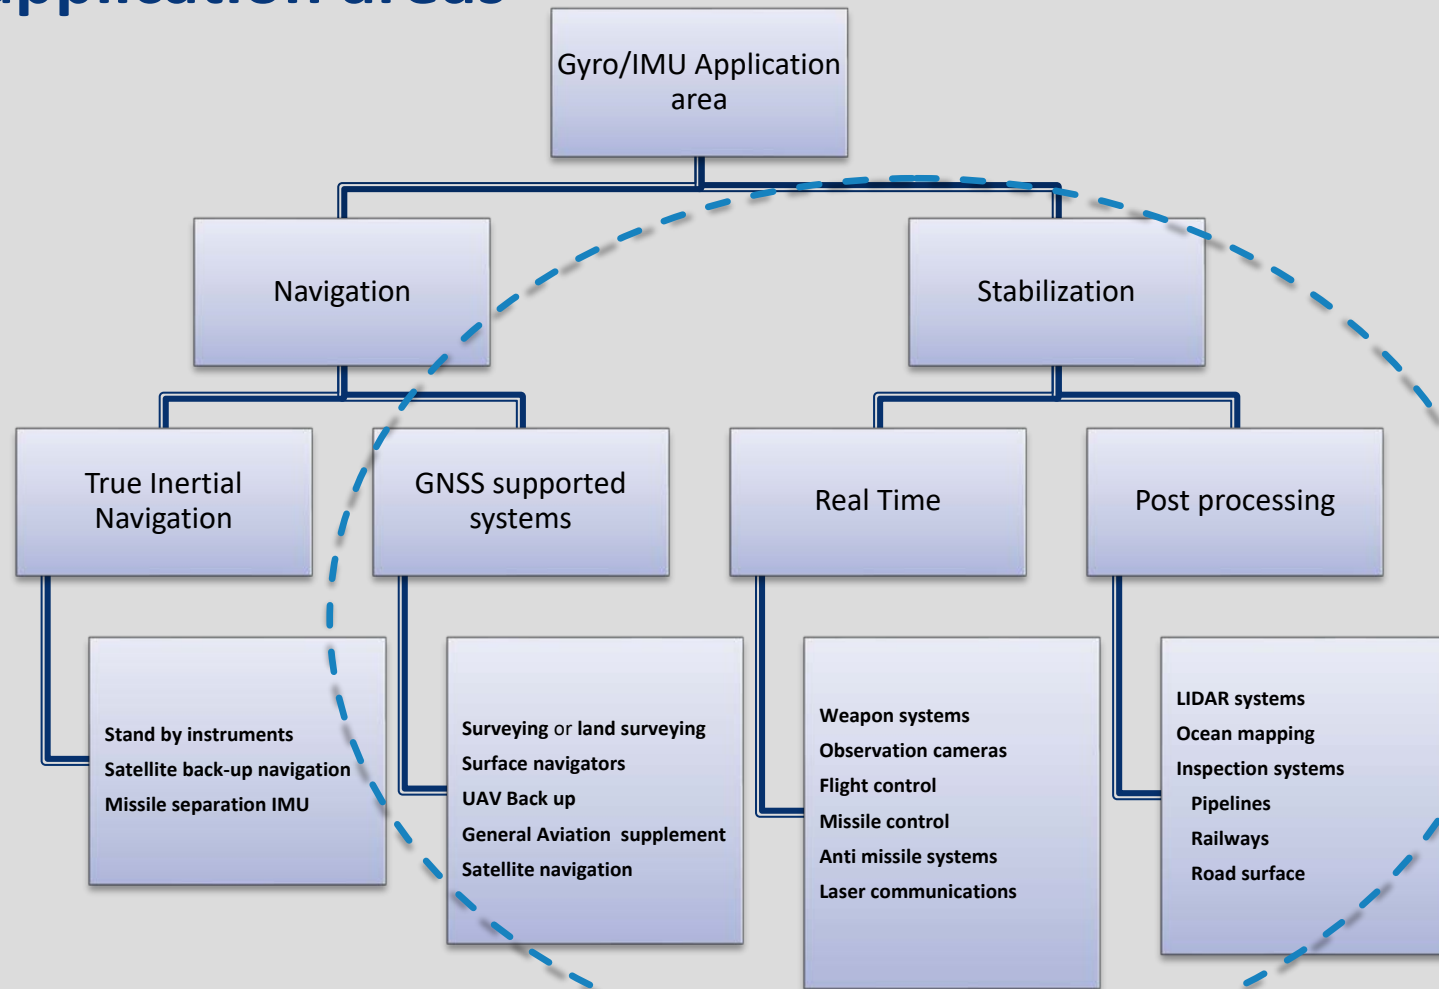 application areas
Gyro/IMU Application
area
Navigation
Stabilization
True Inertial
Navigation
GNSS supported
systems
Real Time
Post processing
Stand by instruments
Satellite back-up navigation
Missile separation IMU
Surveying or land surveying
Surface navigators
UAV Back up
General Aviation  supplement
Satellite navigation
Weapon systems
Observation cameras
Flight control
Missile control
Anti missile systems
Laser communications
LIDAR systems
Ocean mapping
Inspection systems
Pipelines
Railways
Road surface